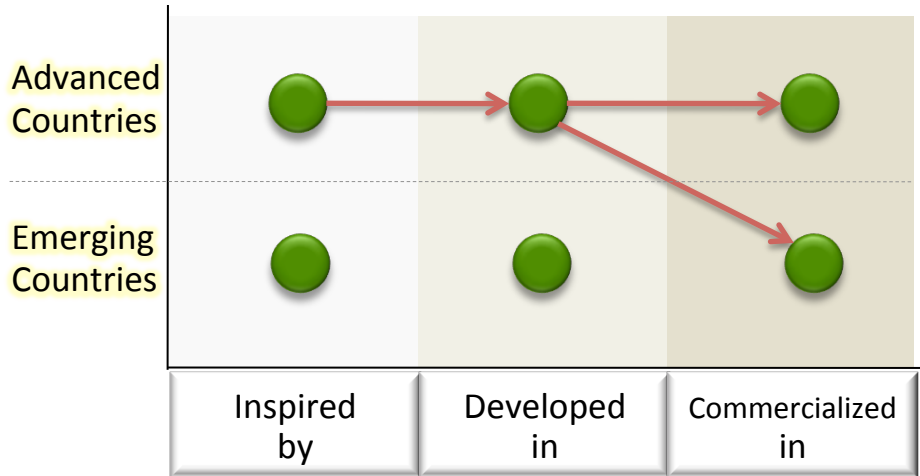 Advanced
Countries
Emerging
Countries
Inspired
by
Developed
in
Commercialized
in